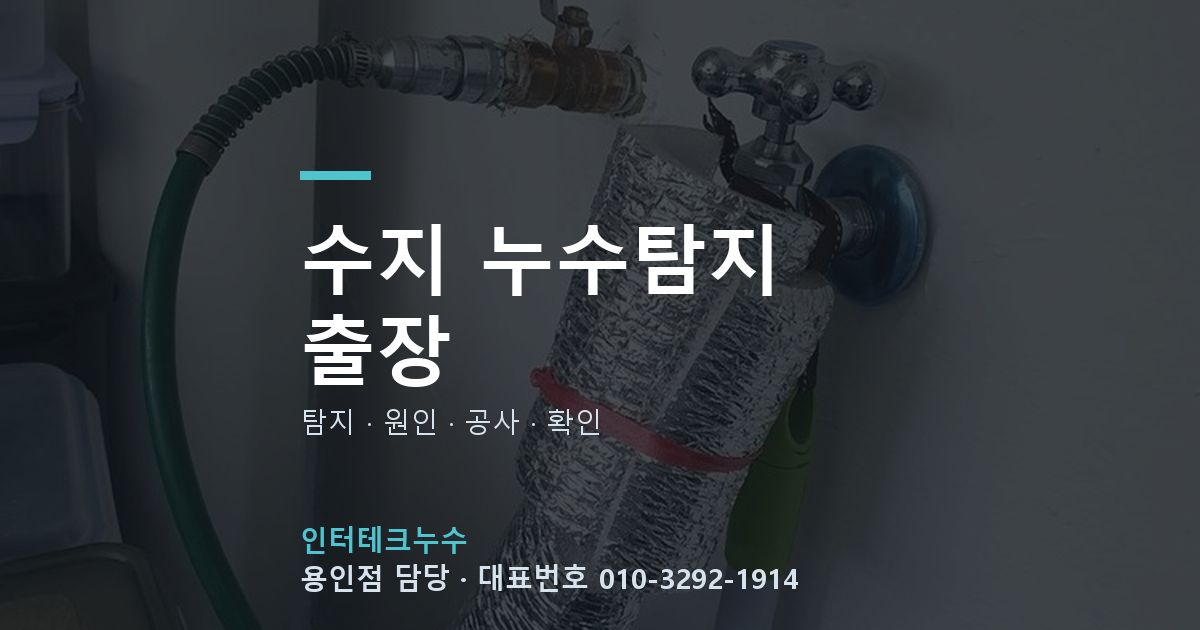 수지 누수탐지
출장
탐지 · 원인 · 공사 · 확인
인터테크누수
용인점 담당 · 대표번호 010-3292-1914